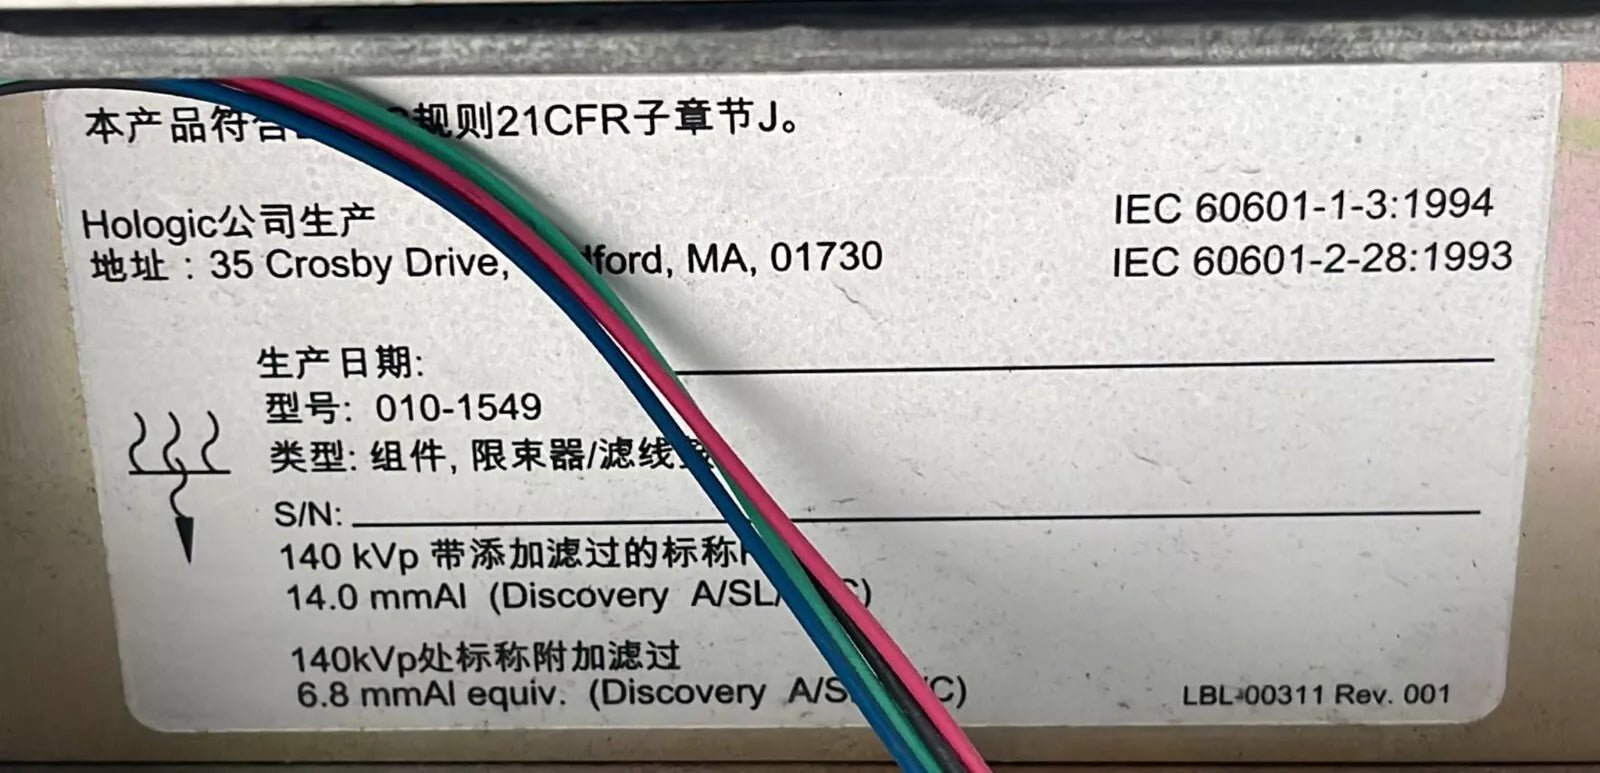 本产品符合 规则21CFR子章节J。
Hologic公司生产
地址：35 Crosby Drive, MA, 01730
IEC 60601-1-3:1994
IEC 60601-2-28:1993
生产日期:
型号: 010-1549
类型: 组件, 限束器/滤线
S/N:
140 kVp 带添加滤过的标称
14.0 mmAl (Discovery A/SL/ C)
140kVp处标称附加滤过
6.8 mmAl equiv. (Discovery A/S /C)
LBL-00311 Rev. 001